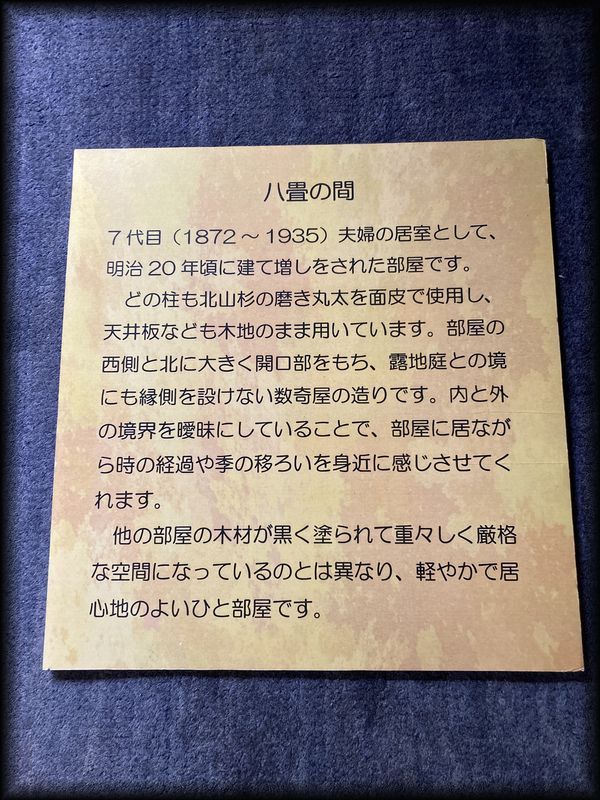 八畳の間
7代目（1872～1935）夫婦の居室として、
明治20年頃に建て増しをされた部屋です。
どの柱も北山杉の磨き丸太を面皮で使用し、
天井板なども木地のまま用いています。部屋の
西側と北に大きく開口部をもち、露地庭との境
にも縁側を設けない数奇屋の造りです。内と外
の境界を曖昧にしていることで、部屋に居なが
ら時の経過や季の移ろいを身近に感じさせてく
れます。
他の部屋の木材が黒く塗られて重々しく厳格
な空間になっているのとは異なり、軽やかで居
心地のよいひと部屋です。